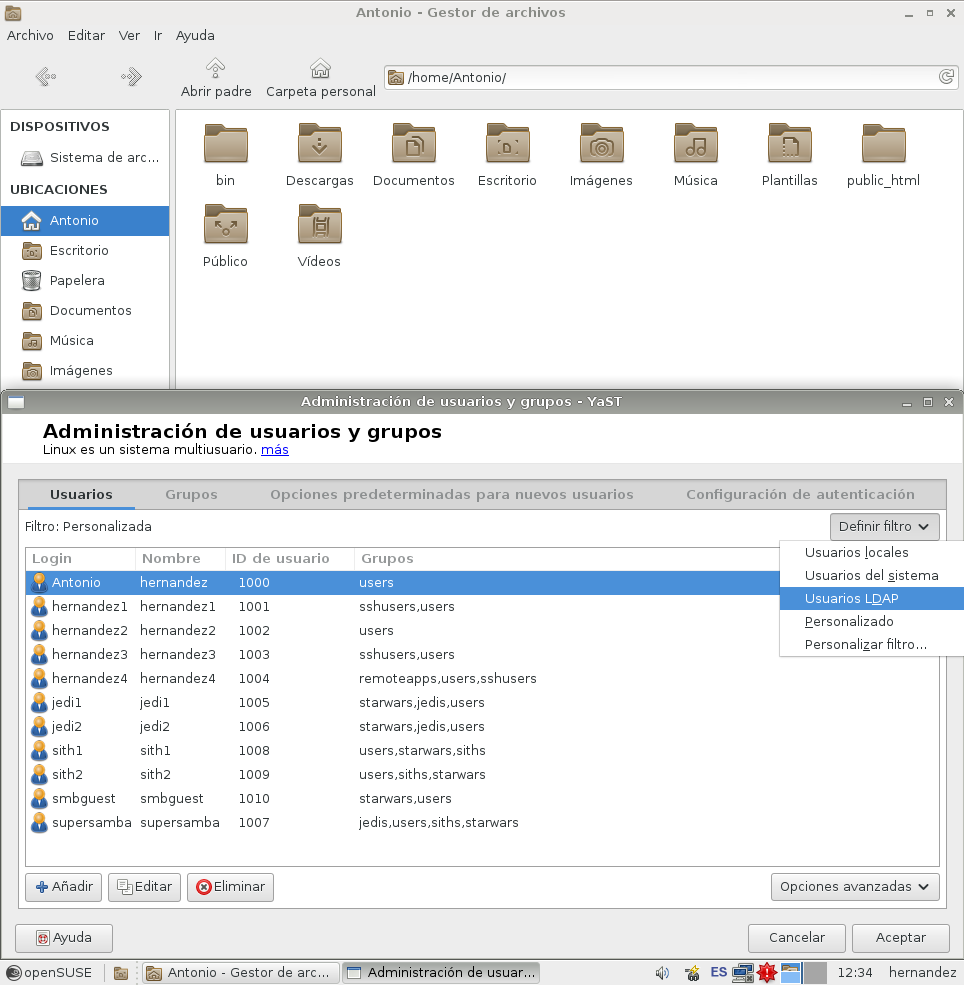 Antonio - Gestor de archivos
Archivo Editar Ver Ir Ayuda
Abrir padre Carpeta personal /home/Antonio/
DISPOSITIVOS
Sistema de arc...
UBICACIONES
Antonio
Escritorio
Papelera
Documentos
Música
Imágenes
bin Descargas Documentos Escritorio Imágenes Música Plantillas public_html
Público Vídeos
Administración de usuarios y grupos - YaST
Administración de usuarios y grupos
Linux es un sistema multiusuario. más
Usuarios Grupos Opciones predeterminadas para nuevos usuarios Configuración de autenticación
Filtro: Personalizada Definir filtro
Usuarios locales
Usuarios del sistema
Usuarios LDAP
Personalizado
Personalizar filtro...
Login Nombre ID de usuario Grupos
Antonio hernandez 1000 users
hernandez1 hernandez1 1001 sshusers,users
hernandez2 hernandez2 1002 users
hernandez3 hernandez3 1003 sshusers,users
hernandez4 hernandez4 1004 remoteapps,users,sshusers
jedi1 jedi1 1005 starwars,jedis,users
jedi2 jedi2 1006 starwars,jedis,users
sith1 sith1 1008 users,starwars,siths
sith2 sith2 1009 users,siths,starwars
smbguest smbguest 1010 starwars,users
supersamba supersamba 1007 jedis,users,siths,starwars
Añadir Editar Eliminar Opciones avanzadas
Ayuda Cancelar Aceptar
openSUSE Antonio - Gestor de arc... Administración de usuar... ES 12:34 hernandez